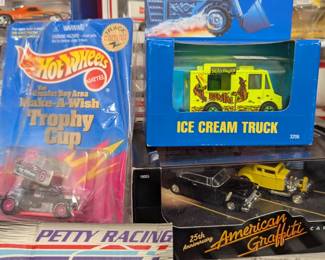 Hot Wheels
MATTEL
The
Greater Bay Area
Make-A-Wish
Trophy
Cup
ICE CREAM TRUCK
25th Anniversary
American
Graffiti
PETTY RACING